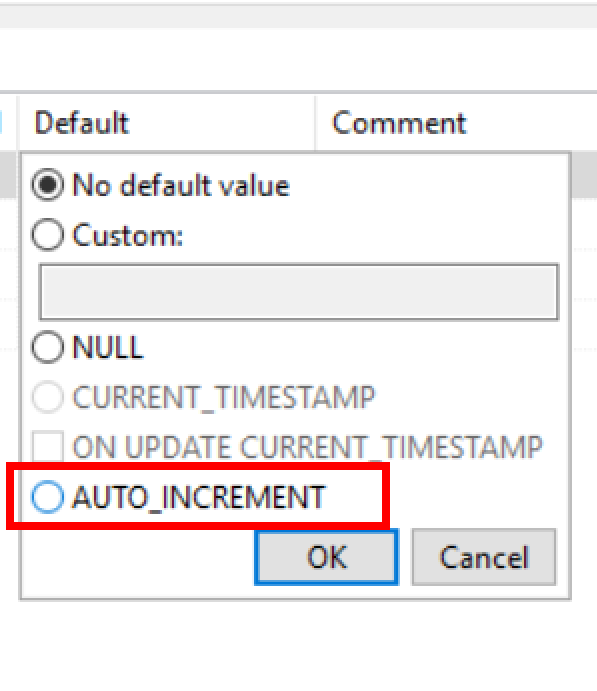 Default Comment
No default value
Custom:
NULL
CURRENT_TIMESTAMP
ON UPDATE CURRENT_TIMESTAMP
AUTO_INCREMENT
OK Cancel